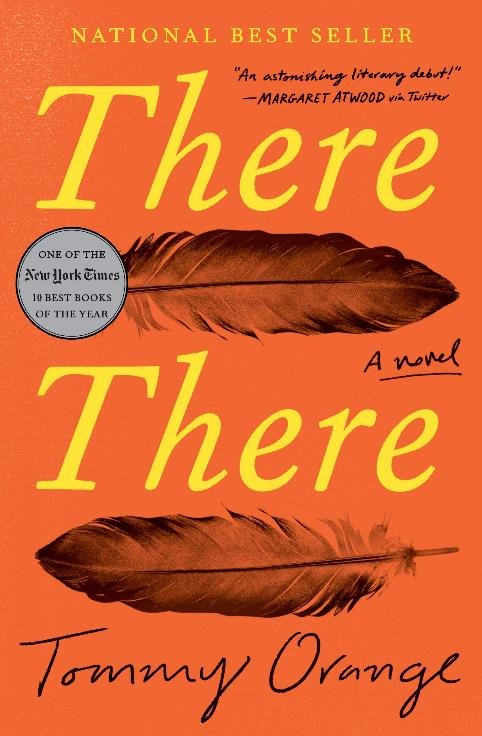 NATIONAL BEST SELLER
"An astonishing literary debut!"
—MARGARET ATWOOD via Twitter
There
ONE OF THE
New York Times
10 BEST BOOKS
OF THE YEAR
A novel
There
Tommy Orange